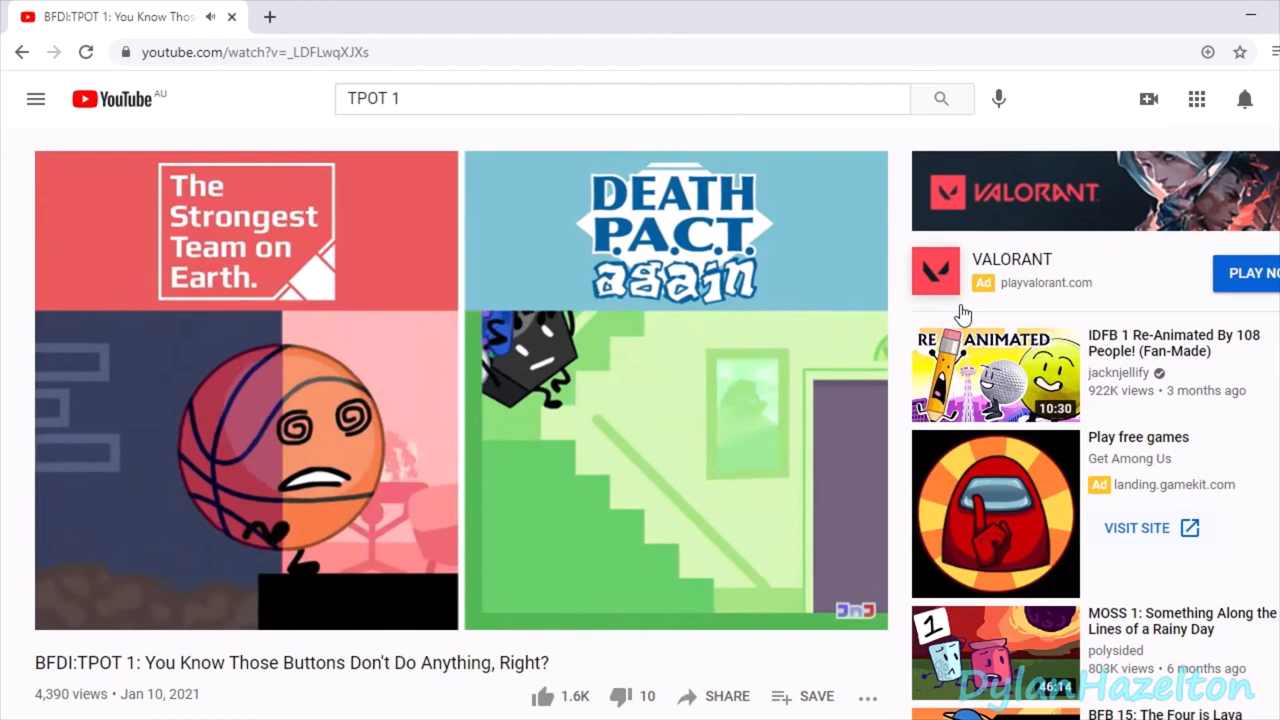 BFDI:TPOT 1: You Know Thos
youtube.com/watch?v=_LDFLwqXJXs
YouTube AU
TPOT 1
The
Strongest
Team on
Earth.
DEATH
P.A.C.T.
again
VALORANT
VALORANT
Ad playvalorant.com
PLAY NO
RE ANIMATED
10:30
IDFB 1 Re-Animated By 108
People! (Fan-Made)
jacknjellify
922K views • 3 months ago
Play free games
Get Among Us
Ad landing.gamekit.com
VISIT SITE
1
46:14
MOSS 1: Something Along the
Lines of a Rainy Day
polysided
803K views • 6 months ago
BFB 15: The Four is Lava
JnJ
BFDI:TPOT 1: You Know Those Buttons Don't Do Anything, Right?
4,390 views • Jan 10, 2021
1.6K
10
SHARE
SAVE
DylanHazelton